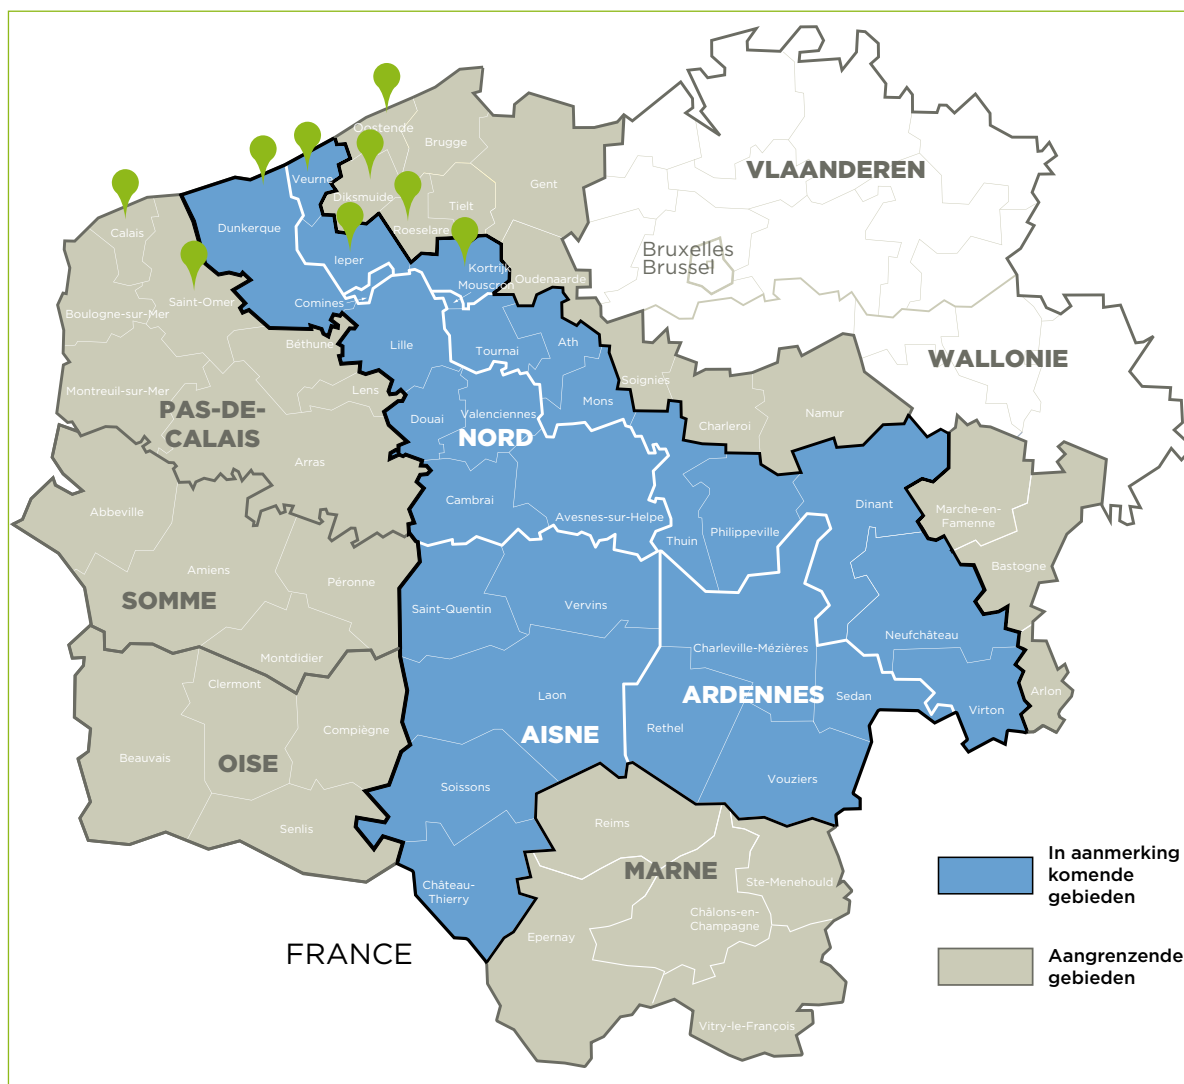 Oostende
Brugge
VLAANDEREN
Veurne
Gent
Diksmuide
Tielt
Calais
Dunkerque
Roeselare
Bruxelles
Brussel
Ieper
Kortrijk
Mouscron
Oudenaarde
Saint-Omer
Comines
Boulogne-sur-Mer
Béthune
Lille
Tournai
Ath
WALLONIE
Soignies
Montreuil-sur-Mer
Lens
Mons
Namur
PAS-DE-
CALAIS
Douai
Valenciennes
Charleroi
NORD
Arras
Cambrai
Dinant
Abbeville
Avesnes-sur-Helpe
Marche-en-
Famenne
Thuin
Philippeville
Bastogne
Amiens
Péronne
SOMME
Saint-Quentin
Vervins
Neufchâteau
Montdidier
Charleville-Mézières
Clermont
Laon
ARDENNES
Sedan
Arlon
Virton
Compiègne
Rethel
AISNE
Beauvais
OISE
Soissons
Vouziers
Senlis
Reims
MARNE
In aanmerking
komende
gebieden
Château-
Thierry
Ste-Menehould
Châlons-en-
Champagne
Epernay
FRANCE
Aangrenzende
gebieden
Vitry-le-François